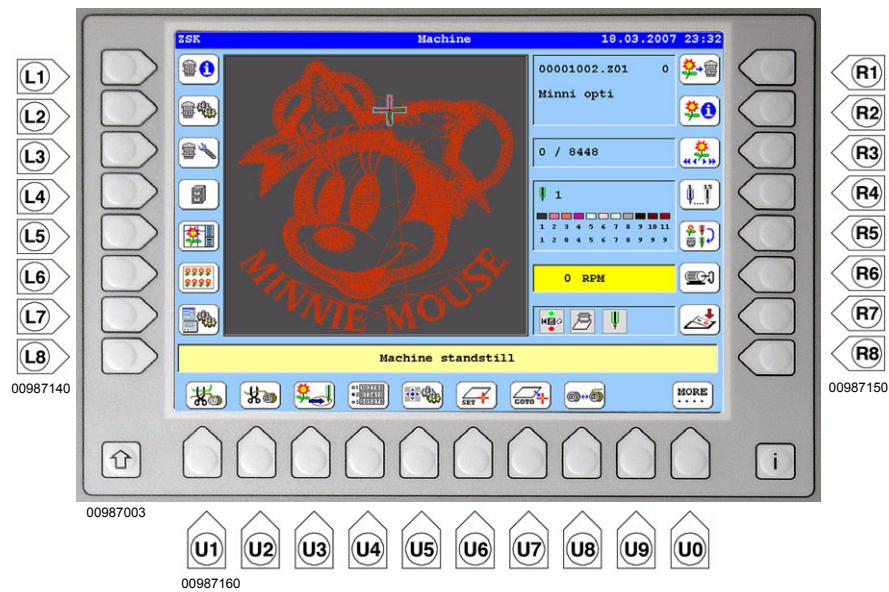 ZSK Machine 18.03.2007 23:32
L1
L2
L3
L4
L5
L6
L7
L8
00987140
R1
R2
R3
R4
R5
R6
R7
R8
00987150
00001002.Z01 0
Minni opti
0 / 8448
1
1 2 3 4 5 6 7 8 9 10 11
1 2 0 4 5 6 7 8 9 9 9
0 RPM
15
MINNIE MOUSE
Machine standstill
SET
GOTO
MORE
i
00987003
U1
U2
U3
U4
U5
U6
U7
U8
U9
U0
00987160